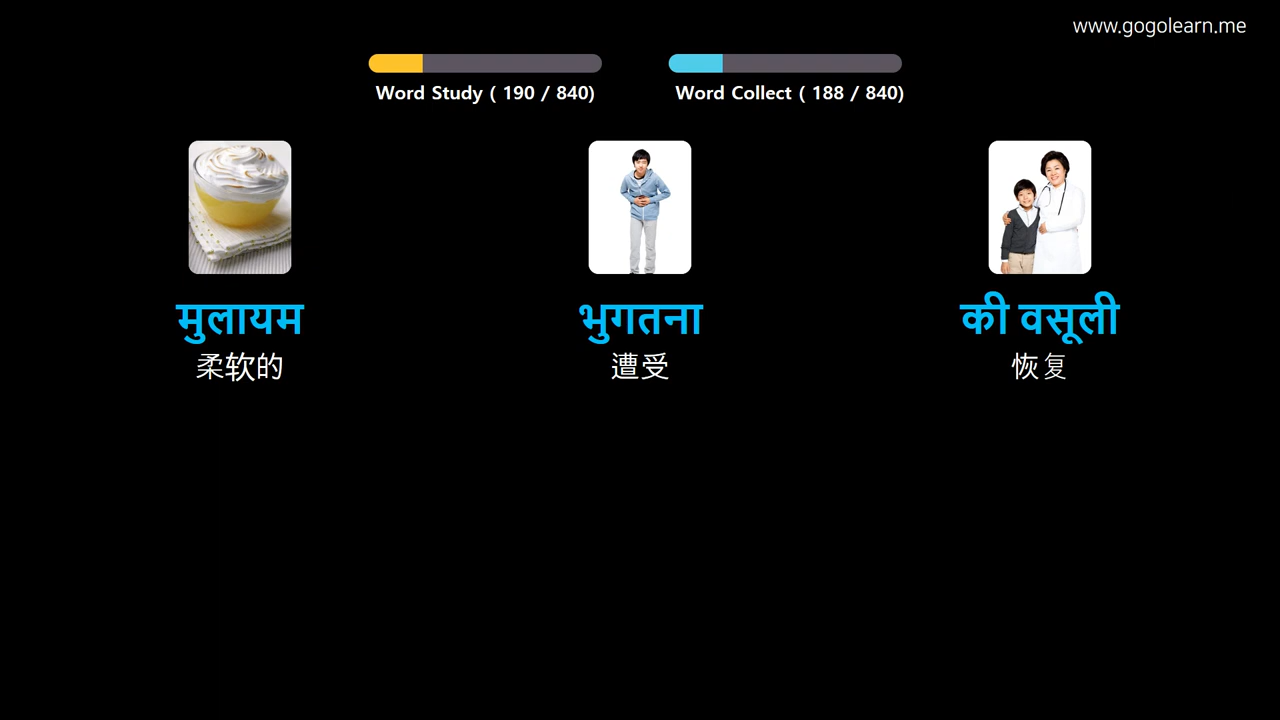 www.gogolearn.me
Word Study ( 190 / 840)
Word Collect ( 188 / 840)
मुलायम
柔软的
भुगतना
遭受
की वसूली
恢复